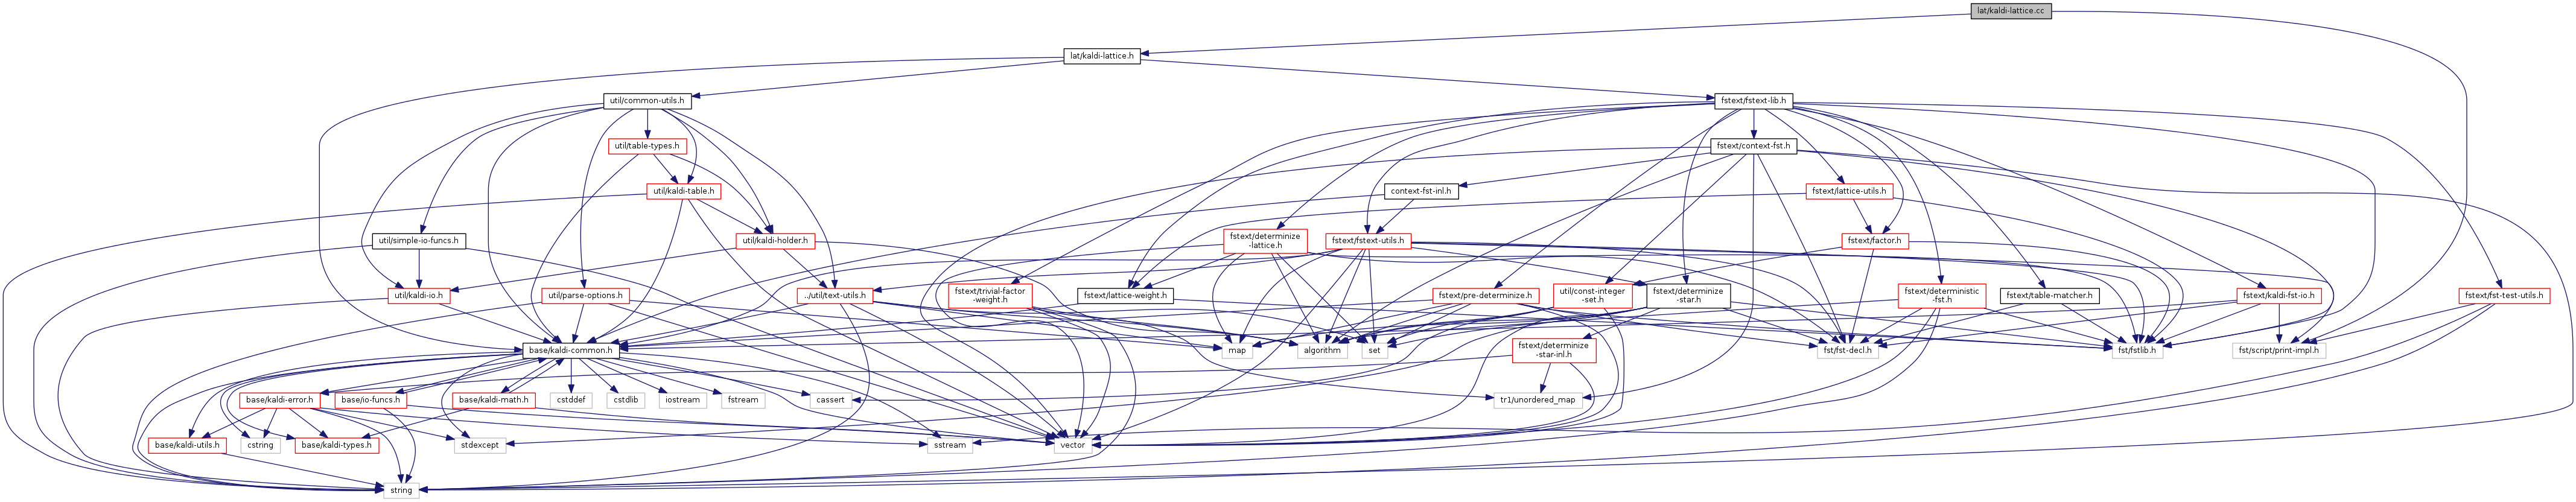 lat/kaldi-lattice.cc
lat/kaldi-lattice.h
util/common-utils.h
fstext/fstext-lib.h
util/table-types.h
fstext/context-fst.h
util/kaldi-table.h
context-fst-inl.h
fstext/lattice-utils.h
util/simple-io-funcs.h
util/kaldi-holder.h
fstext/determinize
-lattice.h
fstext/fstext-utils.h
fstext/factor.h
util/kaldi-io.h
util/parse-options.h
../util/text-utils.h
fstext/trivial-factor
-weight.h
fstext/lattice-weight.h
fstext/pre-determinize.h
util/const-integer
-set.h
fstext/determinize
-star.h
fstext/deterministic
-fst.h
fstext/table-matcher.h
fstext/kaldi-fst-io.h
fstext/fst-test-utils.h
base/kaldi-common.h
map
algorithm
set
fstext/determinize
-star-inl.h
fst/fst-decl.h
fst/fstlib.h
fst/script/print-impl.h
base/kaldi-error.h
base/io-funcs.h
base/kaldi-math.h
cstddef
cstdlib
iostream
fstream
cassert
tr1/unordered_map
base/kaldi-utils.h
cstring
base/kaldi-types.h
stdexcept
sstream
vector
string